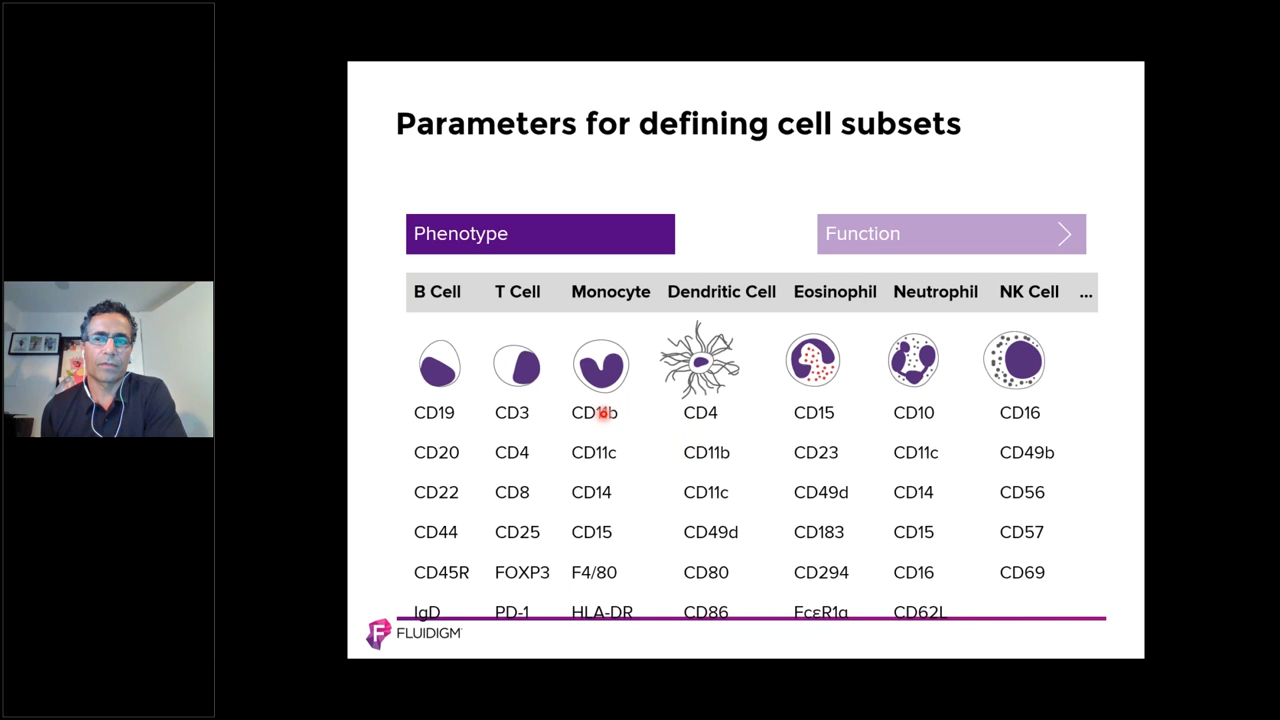 Parameters for defining cell subsets
Phenotype Function
B Cell T Cell Monocyte Dendritic Cell Eosinophil Neutrophil NK Cell ...
CD19 CD3 CD11b CD4 CD15 CD10 CD16
CD20 CD4 CD11c CD11b CD23 CD11c CD49b
CD22 CD8 CD14 CD11c CD49d CD14 CD56
CD44 CD25 CD15 CD49d CD183 CD15 CD57
CD45R FOXP3 F4/80 CD80 CD294 CD16 CD69
IgD PD-1 HLA-DR CD86 FcεR1α CD62L
FLUIDIGM